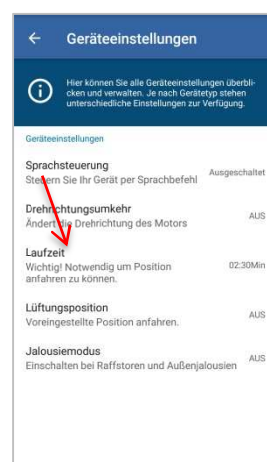 Geräteeinstellungen
Hier können Sie alle Geräteeinstellungen überbli-
cken und verwalten. Je nach Gerätetyp stehen
unterschiedliche Einstellungen zur Verfügung.
Geräteeinstellungen
Sprachsteuerung
Steuern Sie Ihr Gerät per Sprachbefehl
Ausgeschaltet
Drehrichtungsumkehr
Ändert die Drehrichtung des Motors
AUS
Laufzeit
Wichtig! Notwendig um Position
anfahren zu können.
02:30Min
Lüftungsposition
Voreingestellte Position anfahren.
AUS
Jalousiemodus
Einschalten bei Raffstoren und Außenjalousien
AUS